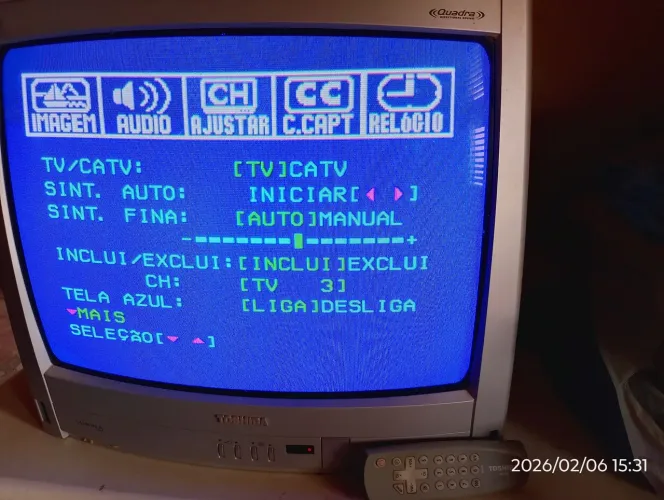 Quadra
IMAGEM AUDIO AJUSTAR C.CAPT RELÓGIO
CH CC
TV/CATV: [TV]CATV
SINT. AUTO: INICIAR[◀ ▶]
SINT. FINA: [AUTO]MANUAL
- +
INCLUI/EXCLUI:[INCLUI]EXCLUI
CH: [TV 3]
TELA AZUL: [LIGA]DESLIGA
▼MAIS
SELEÇÃO[▼ ▲]
TOSHIBA
2026/02/06 15:31